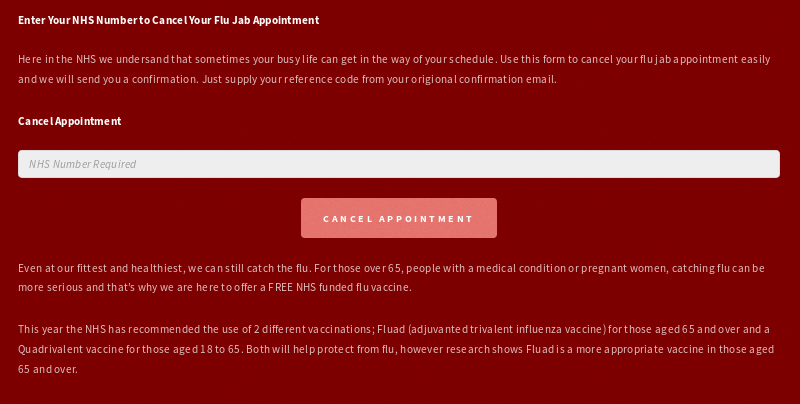 Enter Your NHS Number to Cancel Your Flu Jab Appointment
Here in the NHS we undersand that sometimes your busy life can get in the way of your schedule. Use this form to cancel your flu jab appointment easily
and we will send you a confirmation. Just supply your reference code from your origional confirmation email.
Cancel Appointment
NHS Number Required
CANCEL APPOINTMENT
Even at our fittest and healthiest, we can still catch the flu. For those over 65, people with a medical condition or pregnant women, catching flu can be
more serious and that's why we are here to offer a FREE NHS funded flu vaccine.
This year the NHS has recommended the use of 2 different vaccinations; Fluad (adjuvanted trivalent influenza vaccine) for those aged 65 and over and a
Quadrivalent vaccine for those aged 18 to 65. Both will help protect from flu, however research shows Fluad is a more appropriate vaccine in those aged
65 and over.